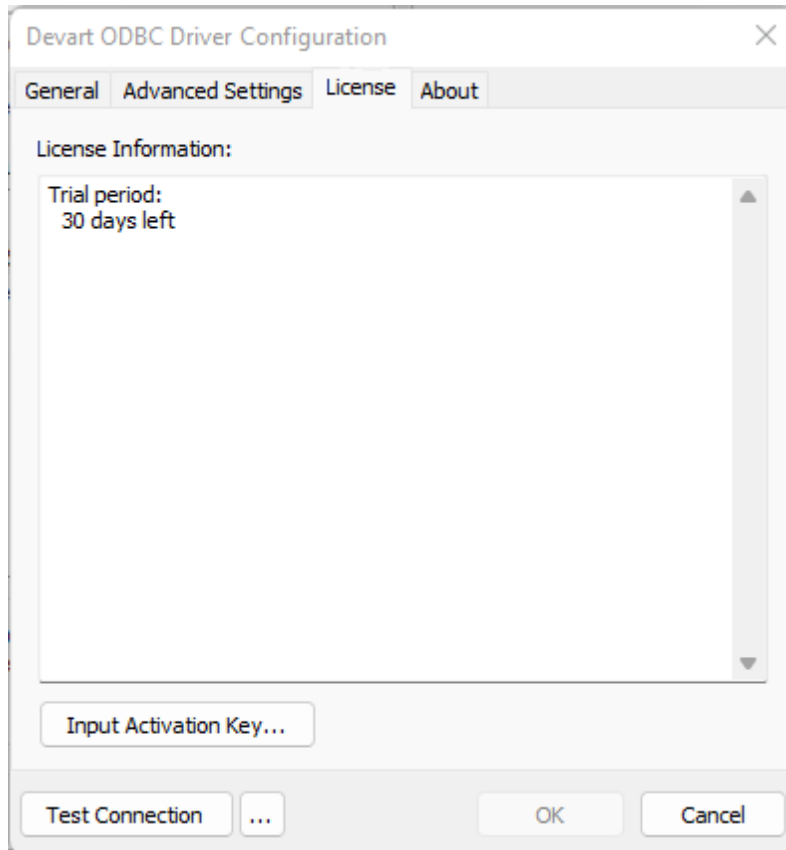 Devart ODBC Driver Configuration
General Advanced Settings License About
License Information:
Trial period:
30 days left
Input Activation Key...
Test Connection ... OK Cancel